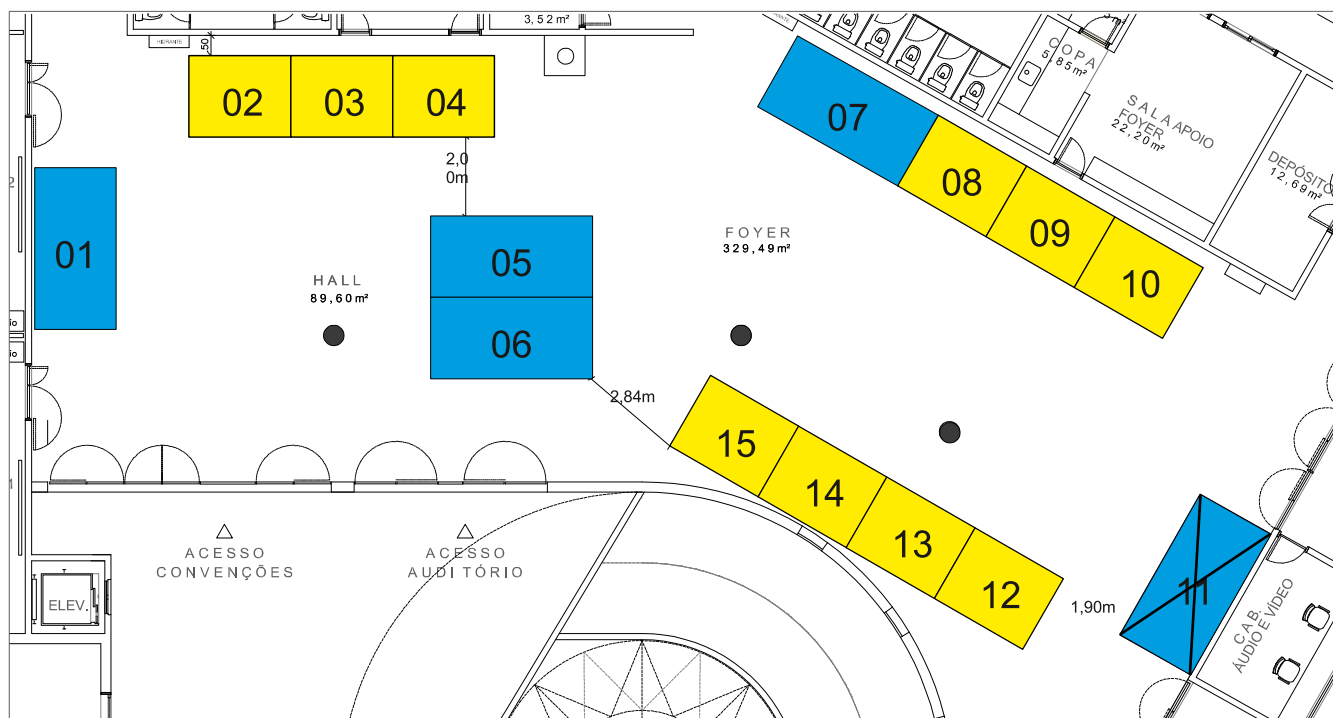 3,52m²
HIDRANTE
,50
02
03
04
07
COPA
5,85m²
SALA APOIO
FOYER
22,20m²
DEPÓSITO
12,69m²
08
09
10
2,0
0m
01
05
06
FOYER
329,49m²
HALL
89,60m²
2,84m
15
14
13
12
1,90m
11
ACESSO
CONVENÇÕES
ACESSO
AUDITÓRIO
ELEV.
CAB.
ÁUDIO E VÍDEO